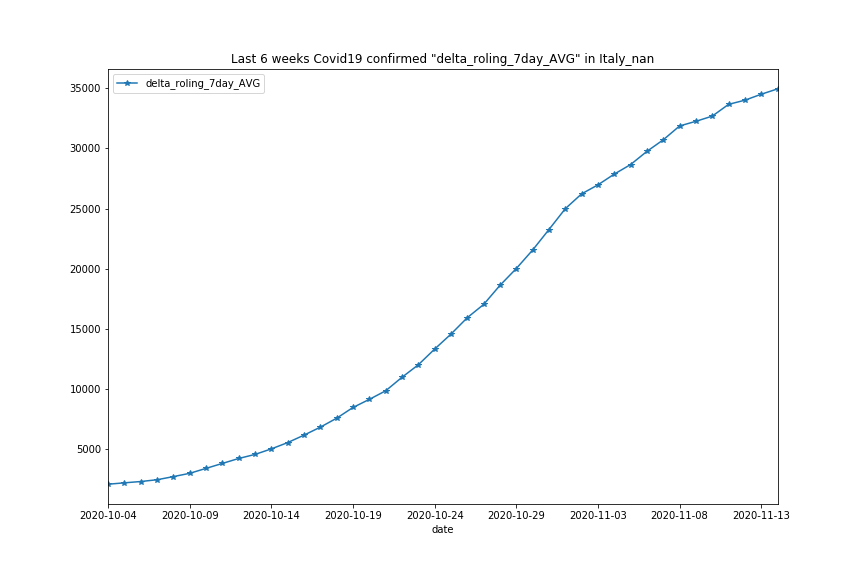 Last 6 weeks Covid19 confirmed "delta_roling_7day_AVG" in Italy_nan
delta_roling_7day_AVG
35000
30000
25000
20000
15000
10000
5000
2020-10-04 2020-10-09 2020-10-14 2020-10-19 2020-10-24 2020-10-29 2020-11-03 2020-11-08 2020-11-13
date